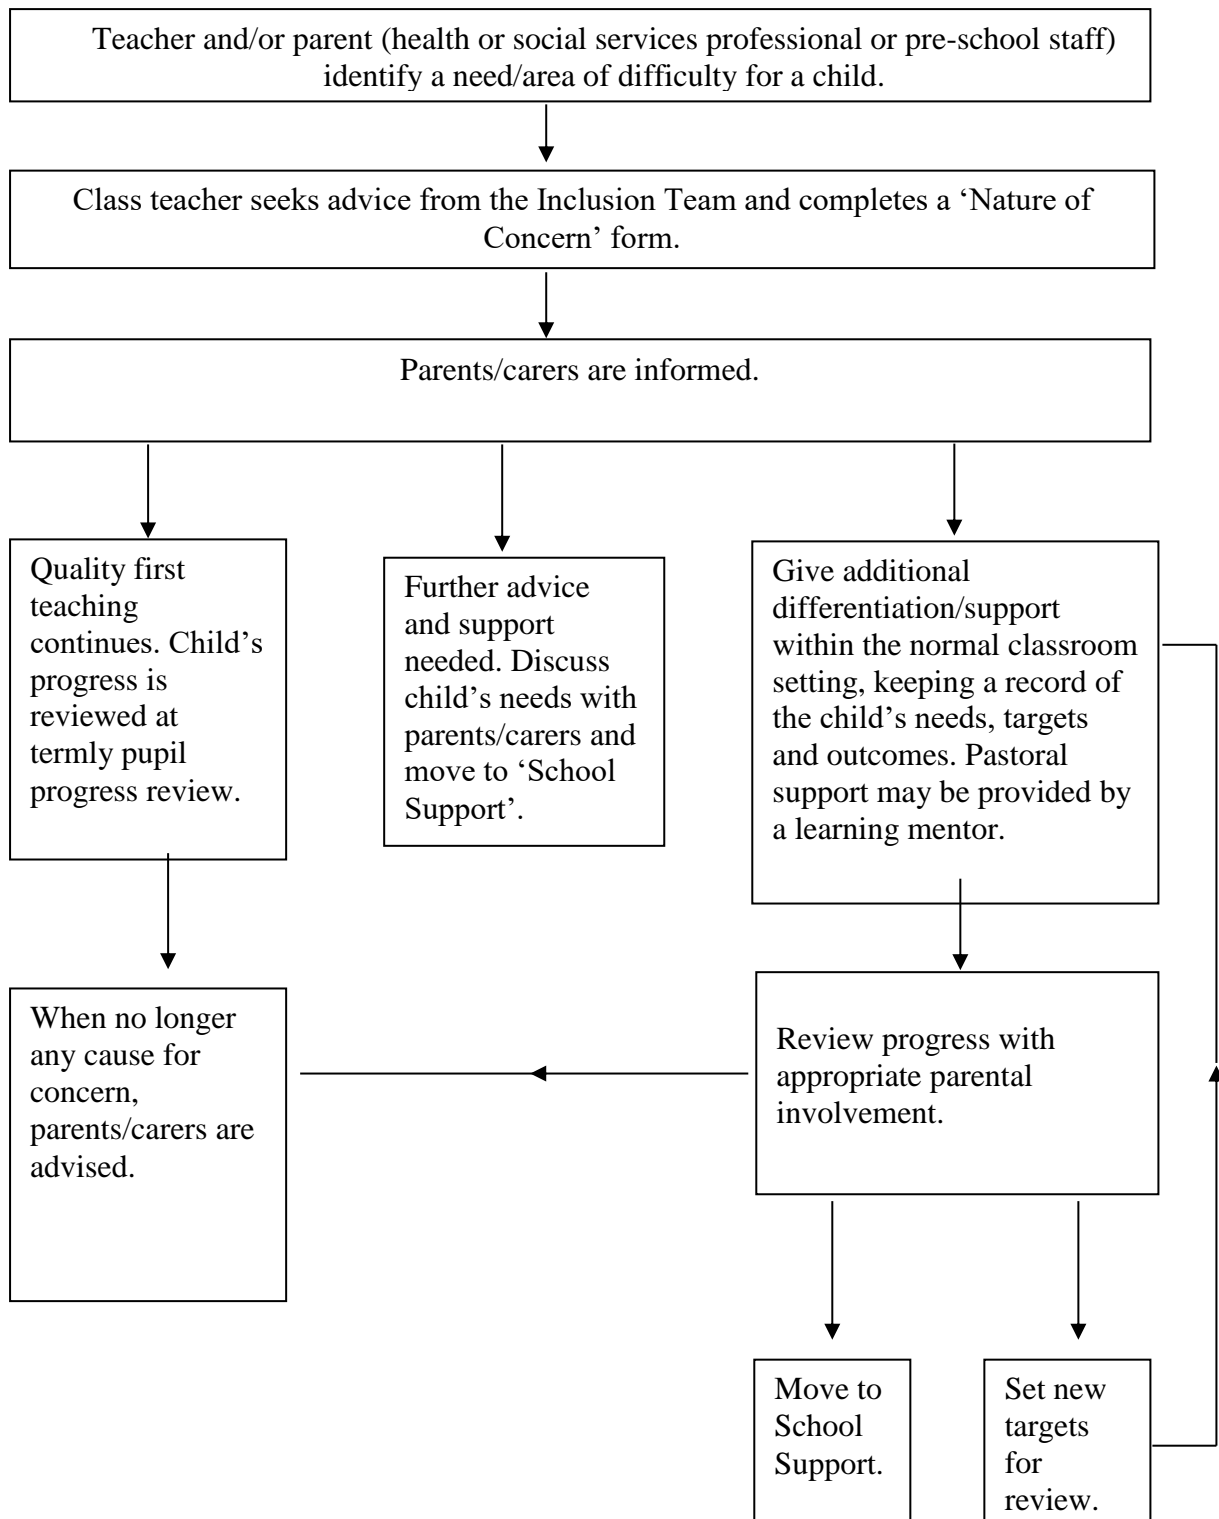 Teacher and/or parent (health or social services professional or pre-school staff)
identify a need/area of difficulty for a child.
Class teacher seeks advice from the Inclusion Team and completes a ‘Nature of
Concern’ form.
Parents/carers are informed.
Quality first
teaching
continues. Child’s
progress is
reviewed at
termly pupil
progress review.
Further advice
and support
needed. Discuss
child’s needs with
parents/carers and
move to ‘School
Support’.
Give additional
differentiation/support
within the normal classroom
setting, keeping a record of
the child’s needs, targets
and outcomes. Pastoral
support may be provided by
a learning mentor.
When no longer
any cause for
concern,
parents/carers are
advised.
Review progress with
appropriate parental
involvement.
Move to
School
Support.
Set new
targets
for
review.